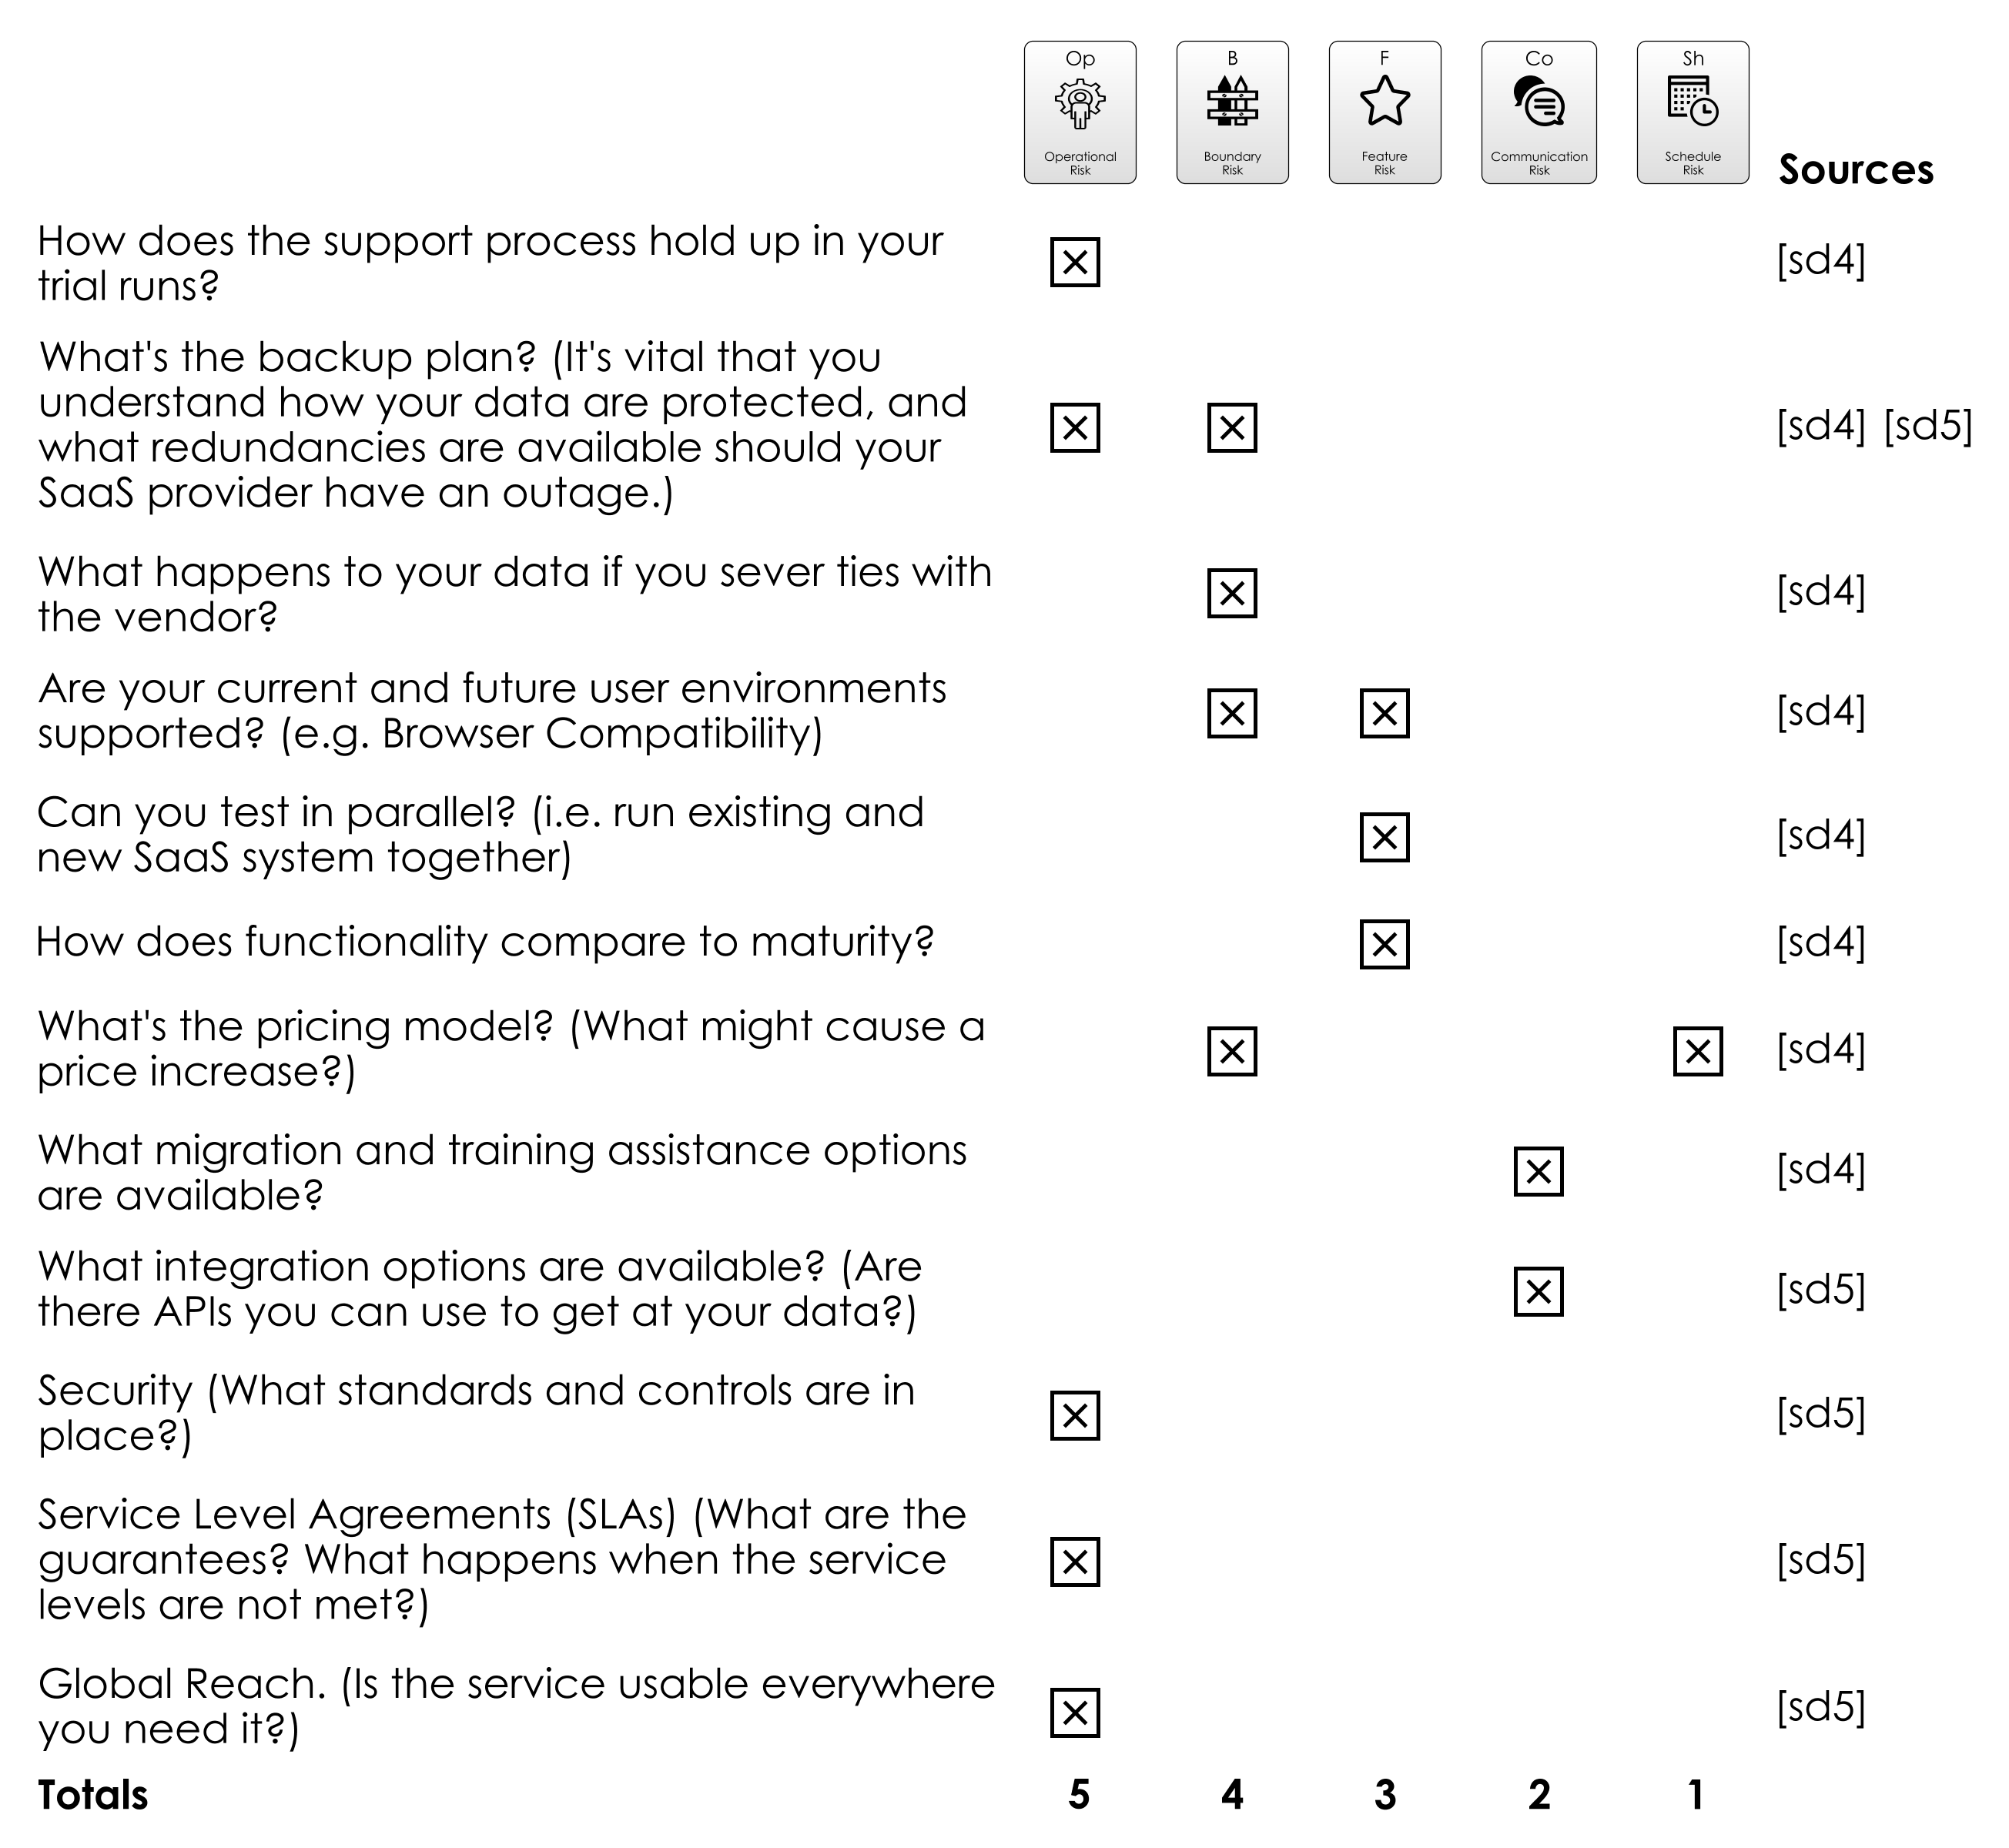 Op
Operational
Risk
B
Boundary
Risk
F
Feature
Risk
Co
Communication
Risk
Sh
Schedule
Risk
Sources
How does the support process hold up in your
trial runs?
[sd4]
What's the backup plan? (It's vital that you
understand how your data are protected, and
what redundancies are available should your
SaaS provider have an outage.)
[sd4] [sd5]
What happens to your data if you sever ties with
the vendor?
[sd4]
Are your current and future user environments
supported? (e.g. Browser Compatibility)
[sd4]
Can you test in parallel? (i.e. run existing and
new SaaS system together)
[sd4]
How does functionality compare to maturity?
[sd4]
What's the pricing model? (What might cause a
price increase?)
[sd4]
What migration and training assistance options
are available?
[sd4]
What integration options are available? (Are
there APIs you can use to get at your data?)
[sd5]
Security (What standards and controls are in
place?)
[sd5]
Service Level Agreements (SLAs) (What are the
guarantees? What happens when the service
levels are not met?)
[sd5]
Global Reach. (Is the service usable everywhere
you need it?)
[sd5]
Totals 5 4 3 2 1